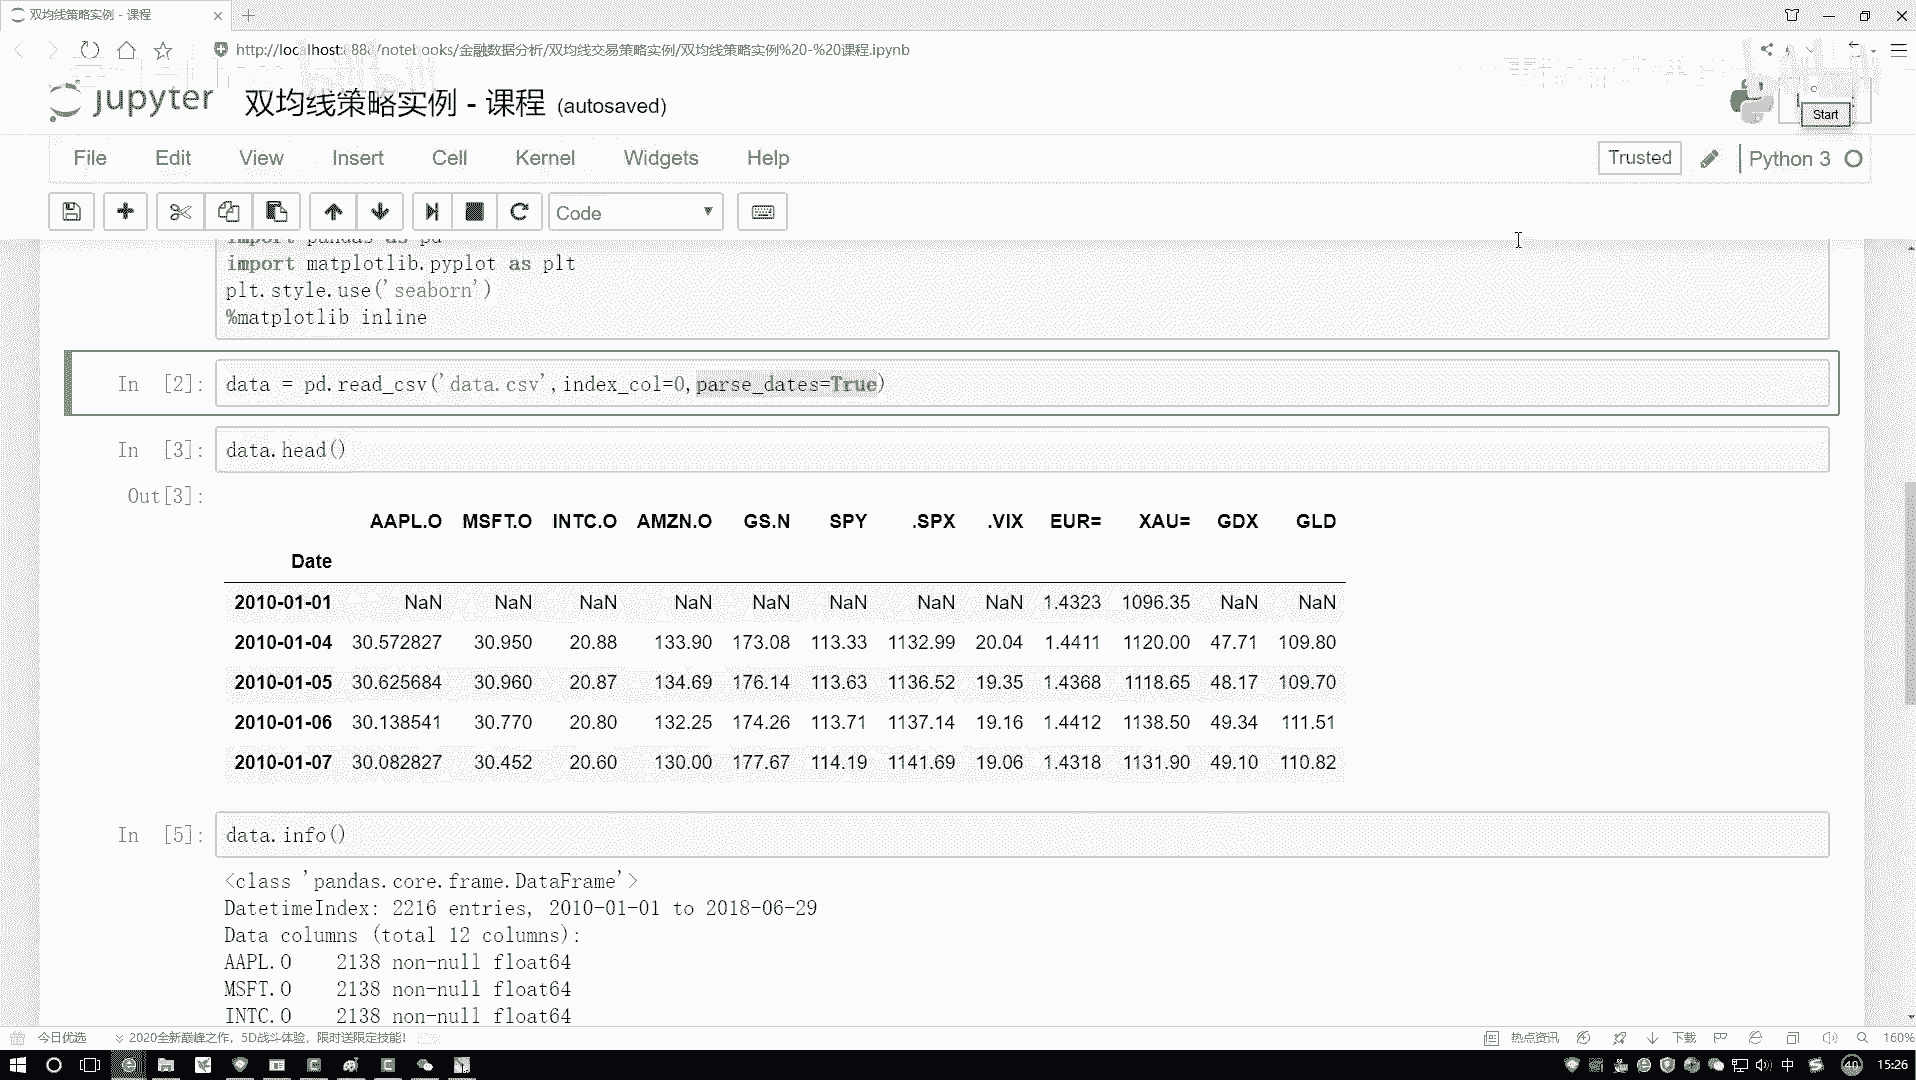 双均线策略实例 - 课程
http://localhost:888/notebooks/金融数据分析/双均线交易策略实例/双均线策略实例%20-%20课程.ipynb
jupyter 双均线策略实例 - 课程 (autosaved)
Start
File Edit View Insert Cell Kernel Widgets Help Trusted Python 3
Code
import pandas as pd
import matplotlib.pyplot as plt
plt.style.use('seaborn')
%matplotlib inline
In [2]: data = pd.read_csv('data.csv',index_col=0,parse_dates=True)
In [3]: data.head()
Out[3]:
AAPL.O MSFT.O INTC.O AMZN.O GS.N SPY .SPX .VIX EUR= XAU= GDX GLD
Date
2010-01-01 NaN NaN NaN NaN NaN NaN NaN NaN 1.4323 1096.35 NaN NaN
2010-01-04 30.572827 30.950 20.88 133.90 173.08 113.33 1132.99 20.04 1.4411 1120.00 47.71 109.80
2010-01-05 30.625684 30.960 20.87 134.69 176.14 113.63 1136.52 19.35 1.4368 1118.65 48.17 109.70
2010-01-06 30.138541 30.770 20.80 132.25 174.26 113.71 1137.14 19.16 1.4412 1138.50 49.34 111.51
2010-01-07 30.082827 30.452 20.60 130.00 177.67 114.19 1141.69 19.06 1.4318 1131.90 49.10 110.82
In [5]: data.info()
<class 'pandas.core.frame.DataFrame'>
DatetimeIndex: 2216 entries, 2010-01-01 to 2018-06-29
Data columns (total 12 columns):
AAPL.O 2138 non-null float64
MSFT.O 2138 non-null float64
INTC.O 2138 non-null float64
今日优选 2020全新巅峰之作，5D战斗体验，限时送限定技能！ 热点资讯 下载 160%
中 40 15:26